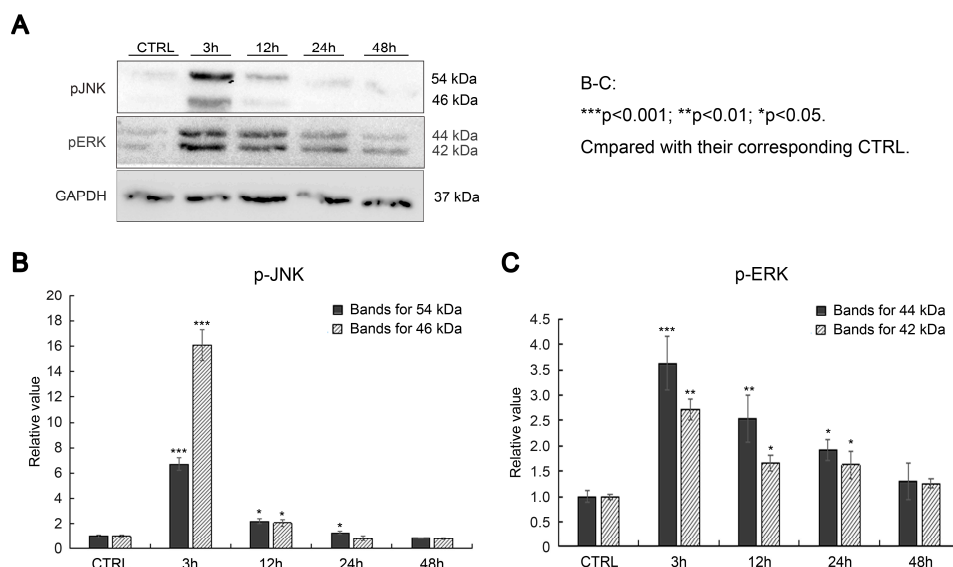 A
CTRL 3h 12h 24h 48h
pJNK
54 kDa
46 kDa
pERK
44 kDa
42 kDa
GAPDH
37 kDa
B-C:
***p<0.001; **p<0.01; *p<0.05.
Cmpared with their corresponding CTRL.
B
p-JNK
Bands for 54 kDa
Bands for 46 kDa
Relative value
20
18
16
14
12
10
8
6
4
2
0
***
***
* *
*
CTRL 3h 12h 24h 48h
C
p-ERK
Bands for 44 kDa
Bands for 42 kDa
Relative value
4.5
4.0
3.5
3.0
2.5
2.0
1.5
1.0
0.5
0.0
***
**
**
*
* *
CTRL 3h 12h 24h 48h